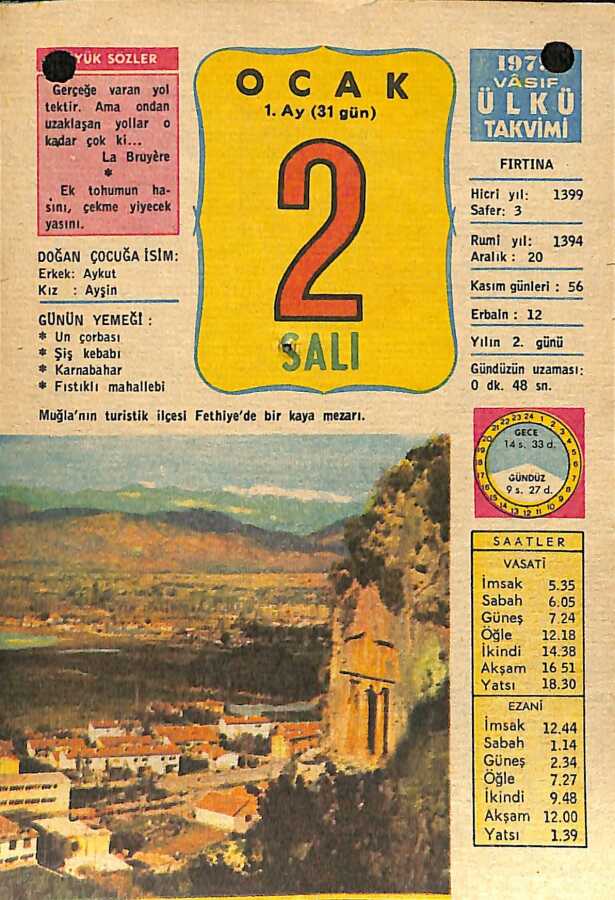 YÜK SÖZLER
Gerçeğe varan yol
tektir. Ama ondan
uzaklaşan yollar o
kadar çok ki...
La Bruyère
*
Ek tohumun ha-
sını, çekme yiyecek
yasını.
DOĞAN ÇOCUĞA İSİM:
Erkek: Aykut
Kız : Ayşin
GÜNÜN YEMEĞİ :
* Un çorbası
* Şiş kebabı
* Karnabahar
* Fıstıklı mahallebi
OCAK
1. Ay (31 gün)
2
SALI
197
VÂSIF
ÜLKÜ
TAKVİMİ
FIRTINA
Hicri yıl: 1399
Safer: 3
Rumi yıl: 1394
Aralık : 20
Kasım günleri : 56
Erbain : 12
Yılın 2. günü
Gündüzün uzaması:
0 dk. 48 sn.
Muğla'nın turistik ilçesi Fethiye'de bir kaya mezarı.
GECE
14 s. 33 d.
GÜNDÜZ
9 s. 27 d.
SAATLER
VASATİ
İmsak 5.35
Sabah 6.05
Güneş 7.24
Öğle 12.18
İkindi 14.38
Akşam 16 51
Yatsı 18.30
EZANİ
İmsak 12.44
Sabah 1.14
Güneş 2.34
Öğle 7.27
İkindi 9.48
Akşam 12.00
Yatsı 1.39